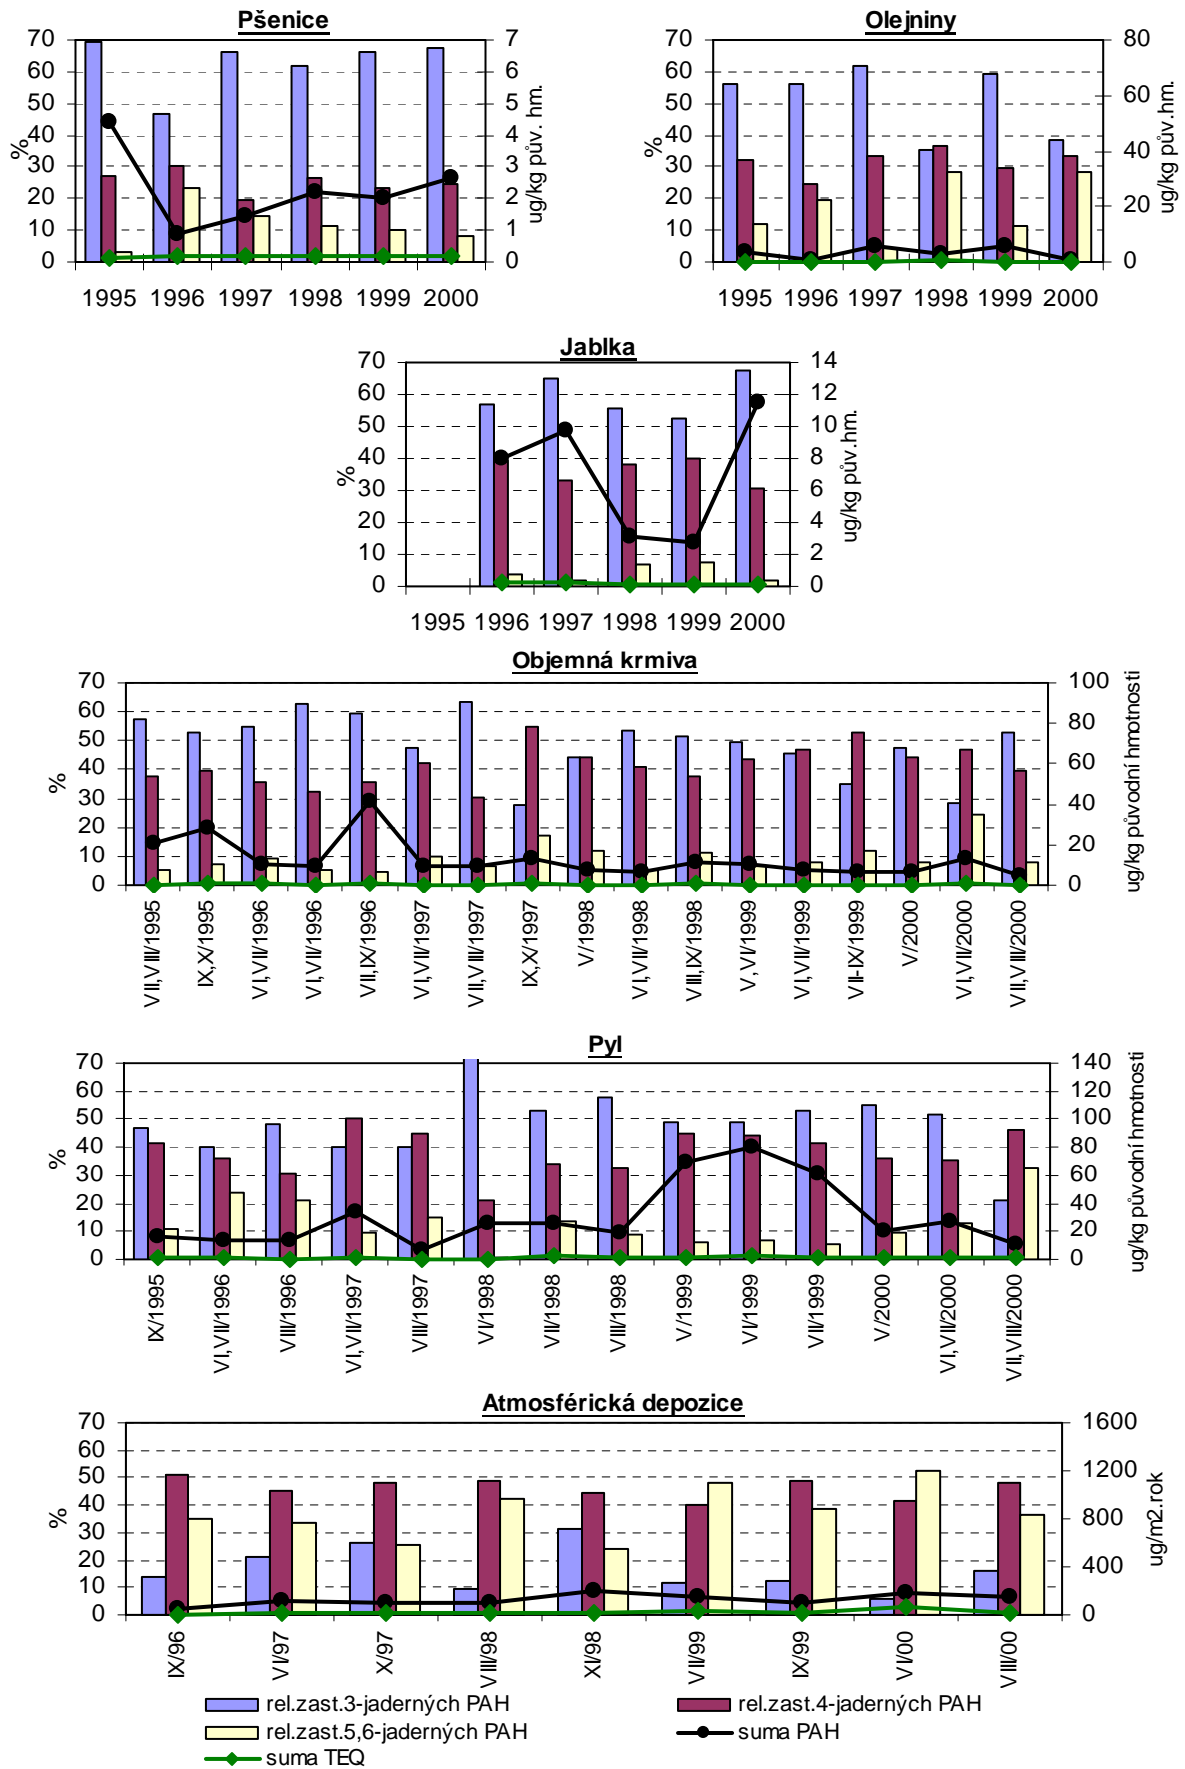 Pšenice
70
60
50
40
30
20
10
0
%
7
6
5
4
3
2
1
0
ug/kg pův. hm.
1995 1996 1997 1998 1999 2000
Olejniny
70
60
50
40
30
20
10
0
%
80
60
40
20
0
ug/kg pův.hm.
1995 1996 1997 1998 1999 2000
Jablka
70
60
50
40
30
20
10
0
%
14
12
10
8
6
4
2
0
ug/kg pův.hm.
1995 1996 1997 1998 1999 2000
Objemná krmiva
70
60
50
40
30
20
10
0
%
100
80
60
40
20
0
ug/kg původní hmotnosti
VII,VIII/1995
IX,X/1995
VI,VII/1996
VI,VII/1996
VII,IX/1996
VI,VII/1997
VII,VIII/1997
IX,X/1997
V/1998
VI,VII/1998
VIII,IX/1998
V,VI/1999
VI,VII/1999
VII-IX/1999
V/2000
VI,VII/2000
VII,VIII/2000
Pyl
70
60
50
40
30
20
10
0
%
140
120
100
80
60
40
20
0
ug/kg původní hmotnosti
IX/1995
VI,VII/1996
VIII/1996
VI,VII/1997
VIII/1997
VI/1998
VII/1998
VIII/1998
V/1999
VI/1999
VII/1999
V/2000
VI,VII/2000
VII,VIII/2000
Atmosférická depozice
70
60
50
40
30
20
10
0
%
1600
1200
800
400
0
ug/m2.rok
IX/96
VI/97
X/97
VIII/98
XI/98
VII/99
IX/99
VI/00
VIII/00
rel.zast.3-jaderných PAH
rel.zast.4-jaderných PAH
rel.zast.5,6-jaderných PAH
suma PAH
suma TEQ